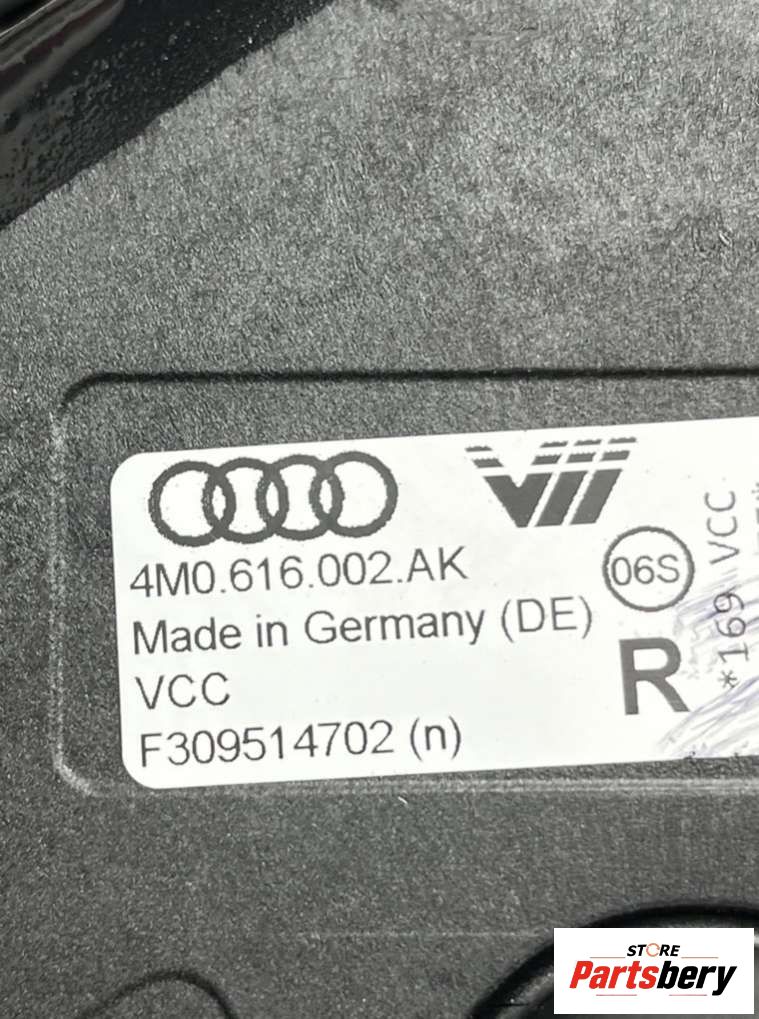 4M0.616.002.AK
06S
Made in Germany (DE)
R
VCC
F309514702 (n)
*169 VCC
STORE
Partsbery